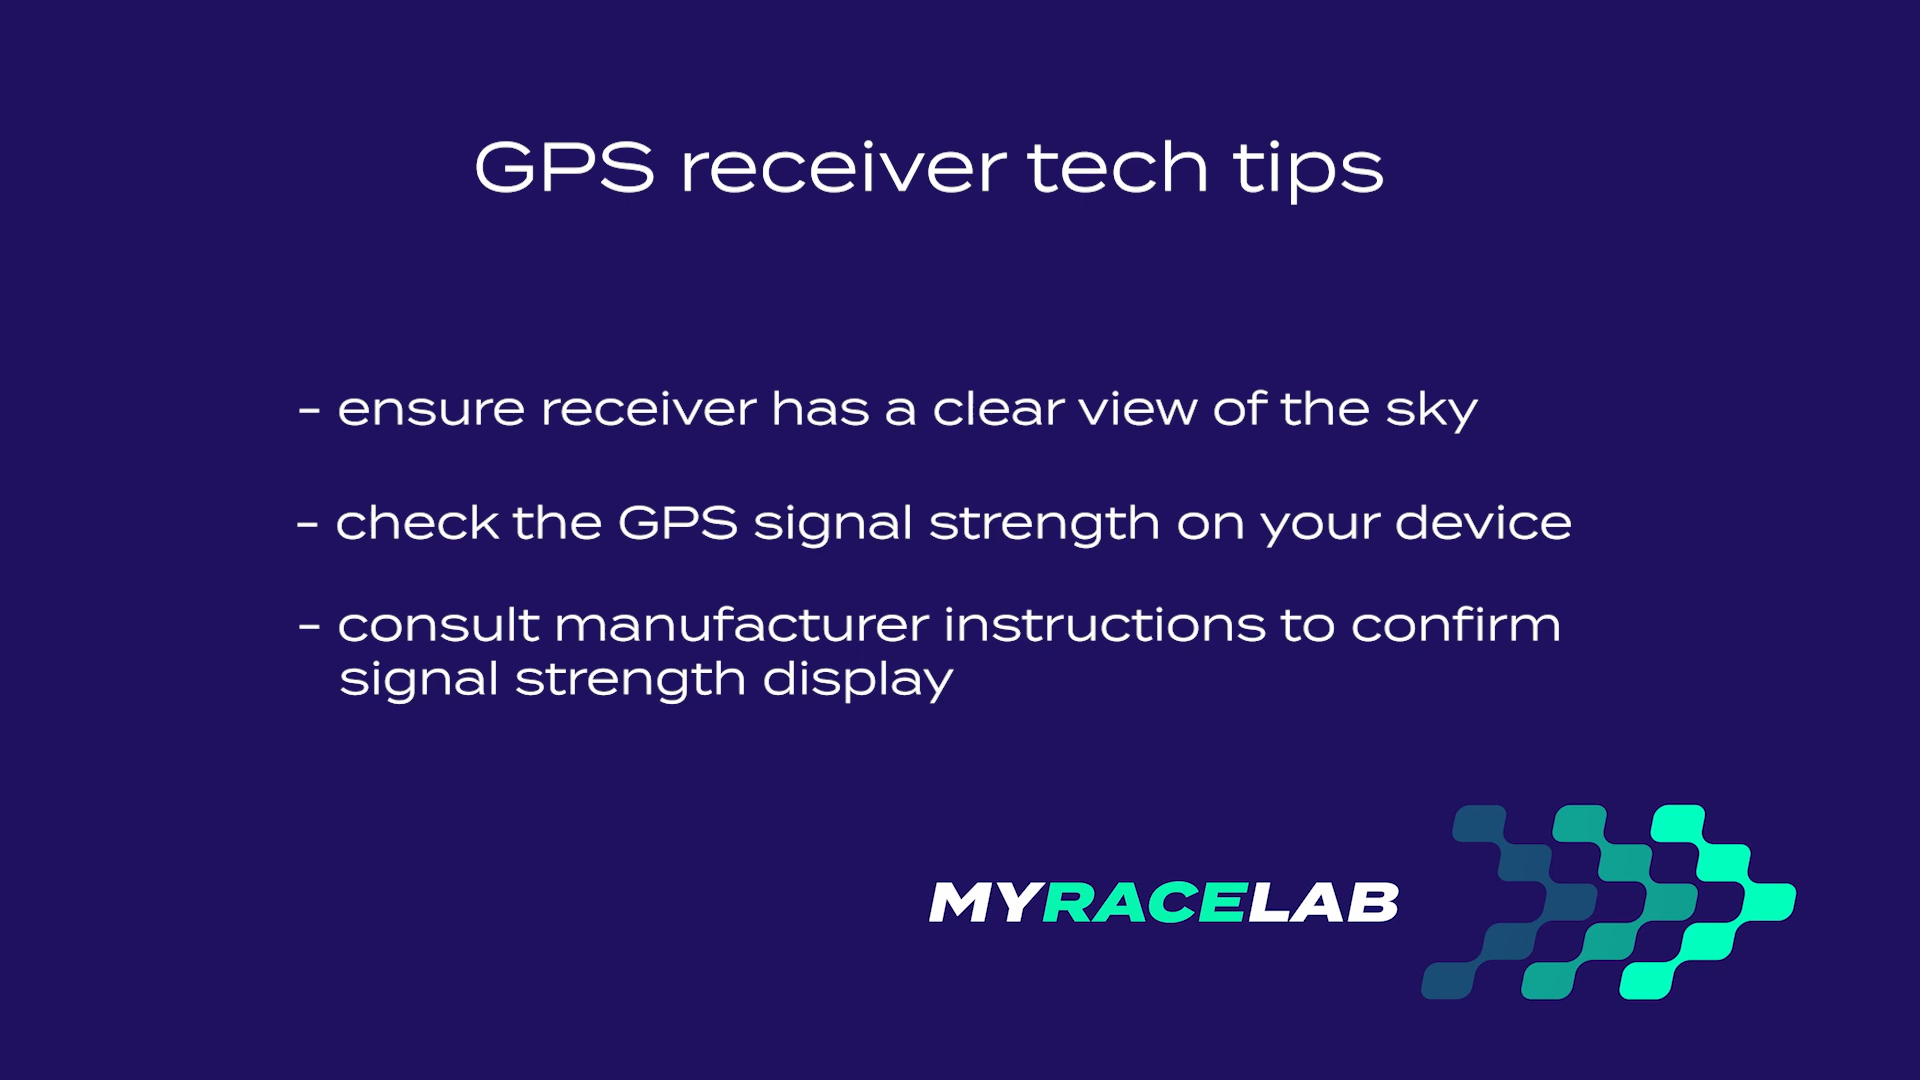 GPS receiver tech tips
- ensure receiver has a clear view of the sky
- check the GPS signal strength on your device
- consult manufacturer instructions to confirm
signal strength display
MYRACELAB